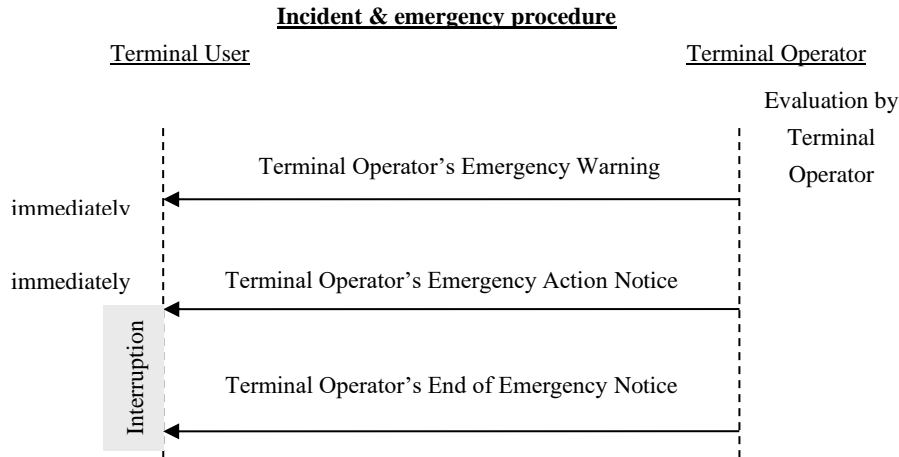 Incident & emergency procedure
Terminal User
Terminal Operator
Evaluation by
Terminal
Operator
Terminal Operator’s Emergency Warning
immediately
immediately
Terminal Operator’s Emergency Action Notice
Interruption
Terminal Operator’s End of Emergency Notice